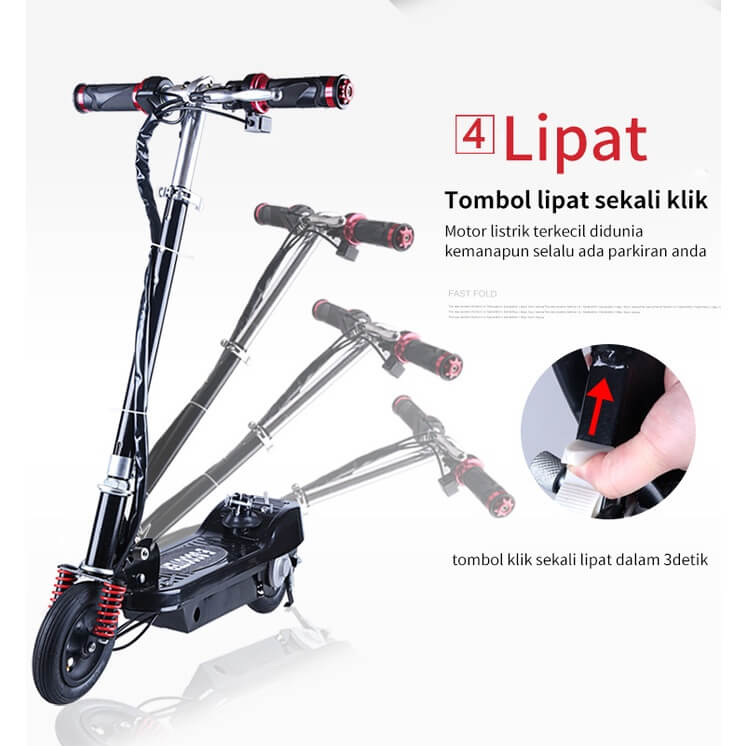 4 Lipat
Tombol lipat sekali klik
Motor listrik terkecil didunia
kemanapun selalu ada parkiran anda
FAST FOLD
tombol klik sekali lipat dalam 3detik